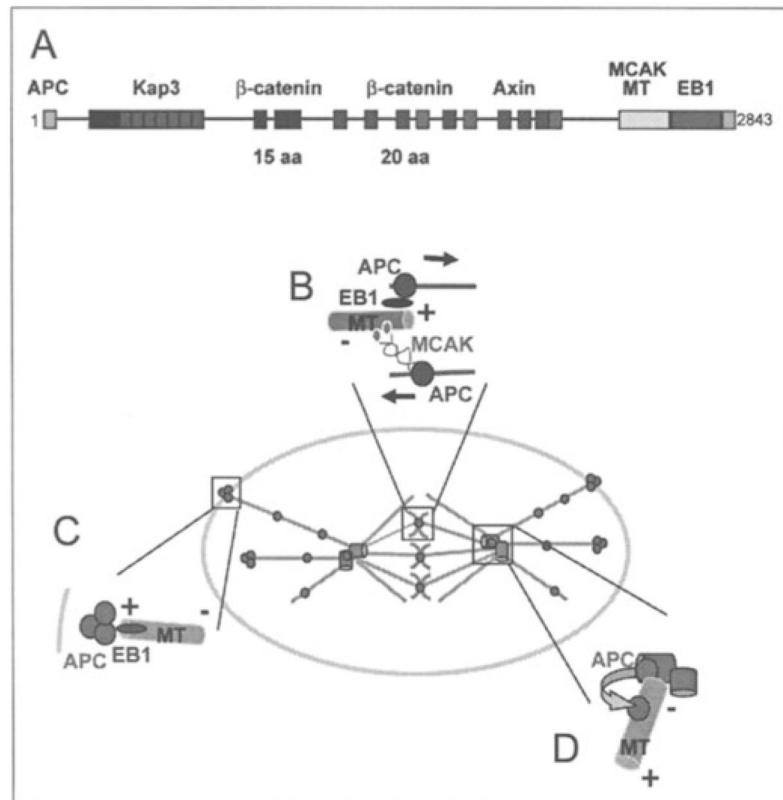 A
APC Kap3 β-catenin β-catenin Axin MCAK MT EB1
1 2843
15 aa 20 aa
B
APC
EB1
MT
+
-
MCAK
APC
C
+
-
MT
APC EB1
D
APC
-
MT
+